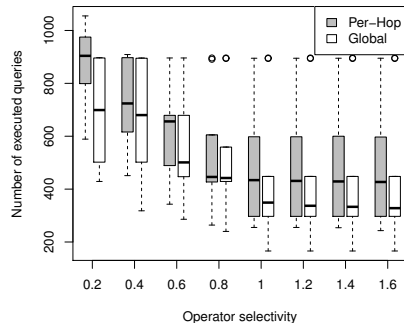 Per-Hop
Global
Number of executed queries
1000
800
600
400
200
0.2 0.4 0.6 0.8 1 1.2 1.4 1.6
Operator selectivity